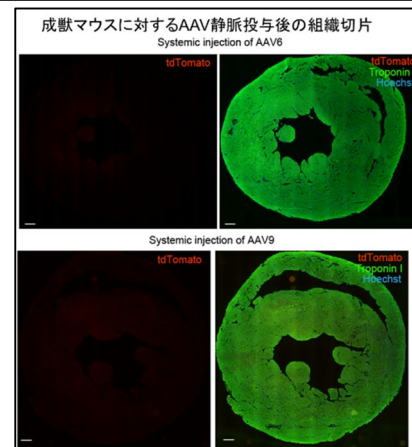 成獣マウスに対するAAV静脈投与後の組織切片
Systemic injection of AAV6
tdTomato
tdTomato
Troponin I
Hoechst
Systemic injection of AAV9
tdTomato
tdTomato
Troponin I
Hoechst